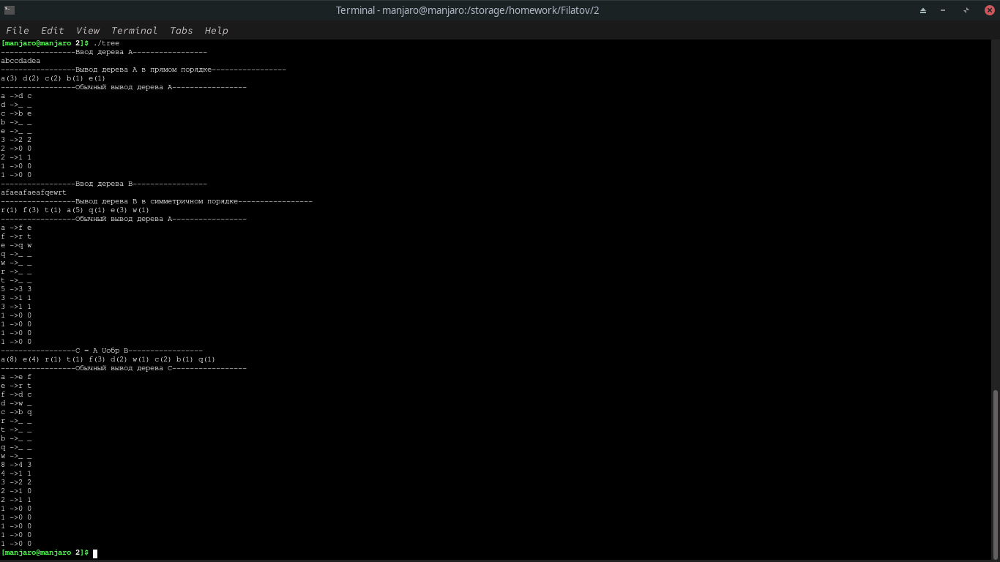 Terminal - manjaro@manjaro:/storage/homework/Filatov/2
File Edit View Terminal Tabs Help
[manjaro@manjaro 2]$ ./tree
-----------------Ввод дерева A-----------------
abccdadea
-----------------Вывод дерева A в прямом порядке-----------------
a(3) d(2) c(2) b(1) e(1)
-----------------Обычный вывод дерева A-----------------
a ->d c
d ->_ _
c ->b e
b ->_ _
e ->_ _
3 ->2 2
2 ->0 0
2 ->1 1
1 ->0 0
1 ->0 0
-----------------Ввод дерева B-----------------
afaeafaeafqewrt
-----------------Вывод дерева B в симметричном порядке-----------------
r(1) f(3) t(1) a(5) q(1) e(3) w(1)
-----------------Обычный вывод дерева A-----------------
a ->f e
f ->r t
e ->q w
q ->_ _
w ->_ _
r ->_ _
t ->_ _
5 ->3 3
3 ->1 1
3 ->1 1
1 ->0 0
1 ->0 0
1 ->0 0
1 ->0 0
-----------------C = A Uобр B-----------------
a(8) e(4) r(1) t(1) f(3) d(2) w(1) c(2) b(1) q(1)
-----------------Обычный вывод дерева C-----------------
a ->e f
e ->r t
f ->d c
d ->w _
c ->b q
r ->_ _
t ->_ _
b ->_ _
q ->_ _
w ->_ _
8 ->4 3
4 ->1 1
3 ->2 2
2 ->1 0
2 ->1 1
1 ->0 0
1 ->0 0
1 ->0 0
1 ->0 0
1 ->0 0
[manjaro@manjaro 2]$